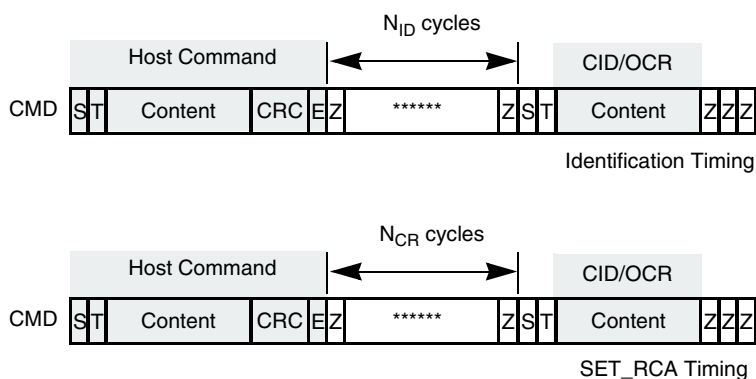 N_ID cycles
Host Command
CID/OCR
CMD S T Content CRC E Z ****** Z S T Content Z Z Z
Identification Timing
N_CR cycles
Host Command
CID/OCR
CMD S T Content CRC E Z ****** Z S T Content Z Z Z
SET_RCA Timing